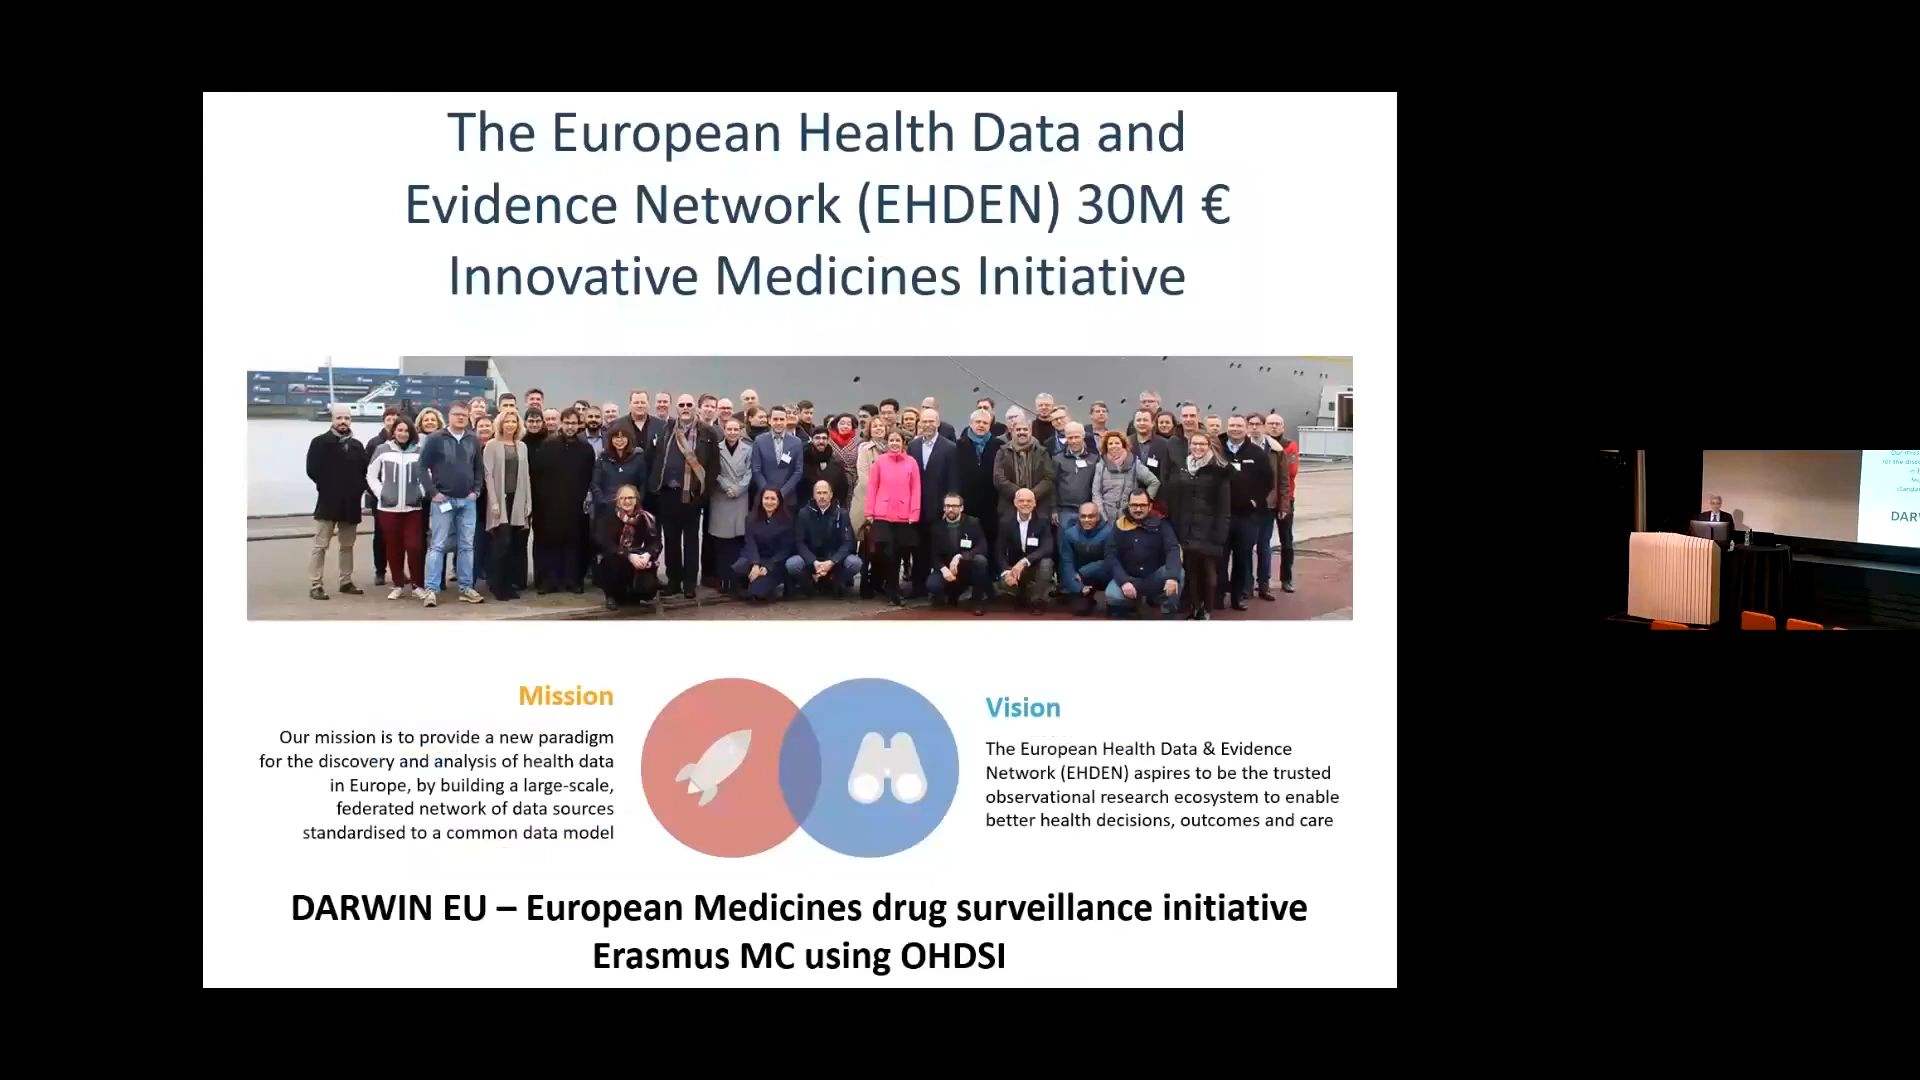 The European Health Data and
Evidence Network (EHDEN) 30M €
Innovative Medicines Initiative
Mission
Our mission is to provide a new paradigm
for the discovery and analysis of health data
in Europe, by building a large-scale,
federated network of data sources
standardised to a common data model
Vision
The European Health Data & Evidence
Network (EHDEN) aspires to be the trusted
observational research ecosystem to enable
better health decisions, outcomes and care
DARWIN EU – European Medicines drug surveillance initiative
Erasmus MC using OHDSI